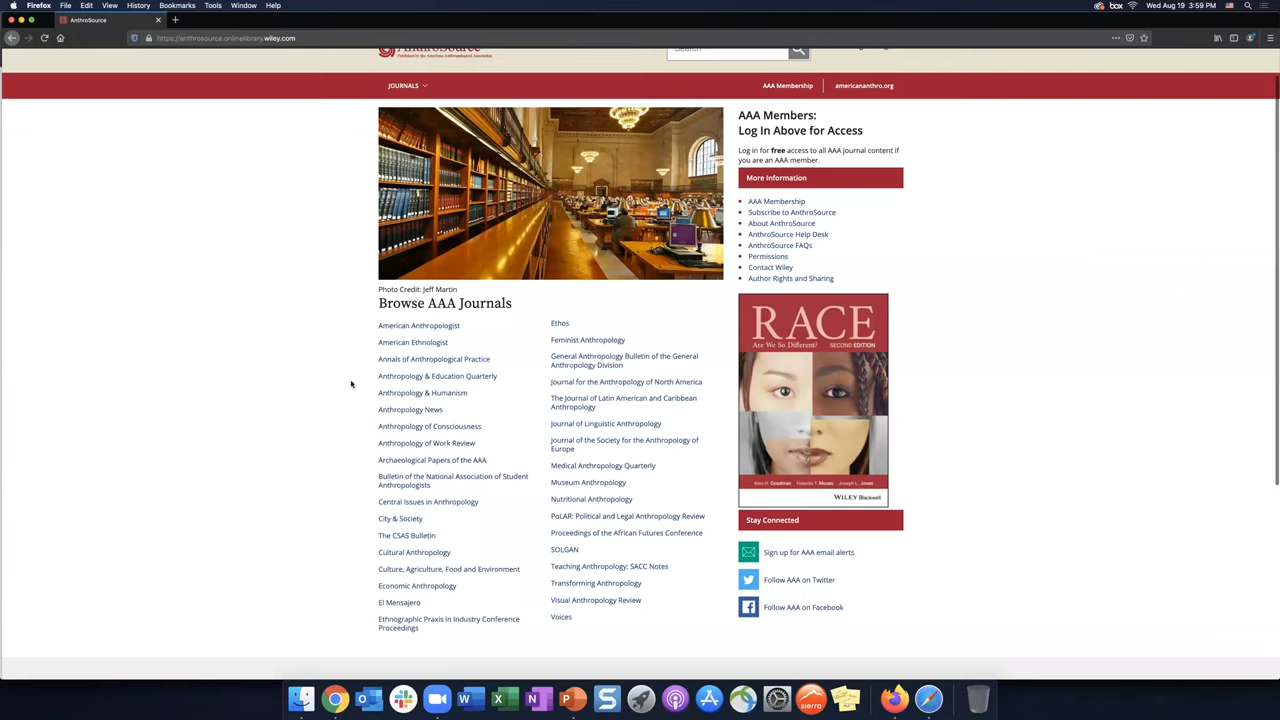 Firefox File Edit View History Bookmarks Tools Window Help
box Wed Aug 19 3:59 PM
AnthroSource
https://anthrosource.onlinelibrary.wiley.com
AnthroSource
Published by the American Anthropological Association
Search
JOURNALS
AAA Membership
americananthro.org
Photo Credit: Jeff Martin
Browse AAA Journals
American Anthropologist
American Ethnologist
Annals of Anthropological Practice
Anthropology & Education Quarterly
Anthropology & Humanism
Anthropology News
Anthropology of Consciousness
Anthropology of Work Review
Archaeological Papers of the AAA
Bulletin of the National Association of Student
Anthropologists
Central Issues in Anthropology
City & Society
The CSAS Bulletin
Cultural Anthropology
Culture, Agriculture, Food and Environment
Economic Anthropology
El Mensajero
Ethnographic Praxis in Industry Conference
Proceedings
Ethos
Feminist Anthropology
General Anthropology Bulletin of the General
Anthropology Division
Journal for the Anthropology of North America
The Journal of Latin American and Caribbean
Anthropology
Journal of Linguistic Anthropology
Journal of the Society for the Anthropology of
Europe
Medical Anthropology Quarterly
Museum Anthropology
Nutritional Anthropology
PoLAR: Political and Legal Anthropology Review
Proceedings of the African Futures Conference
SOLGAN
Teaching Anthropology: SACC Notes
Transforming Anthropology
Visual Anthropology Review
Voices
AAA Members:
Log In Above for Access
Log in for free access to all AAA journal content if
you are an AAA member.
More Information
AAA Membership
Subscribe to AnthroSource
About AnthroSource
AnthroSource Help Desk
AnthroSource FAQs
Permissions
Contact Wiley
Author Rights and Sharing
RACE
Are We So Different? SECOND EDITION
Alan H. Goodman Yolanda T. Moses Joseph L. Jones
WILEY Blackwell
Stay Connected
Sign up for AAA email alerts
Follow AAA on Twitter
Follow AAA on Facebook
sierra